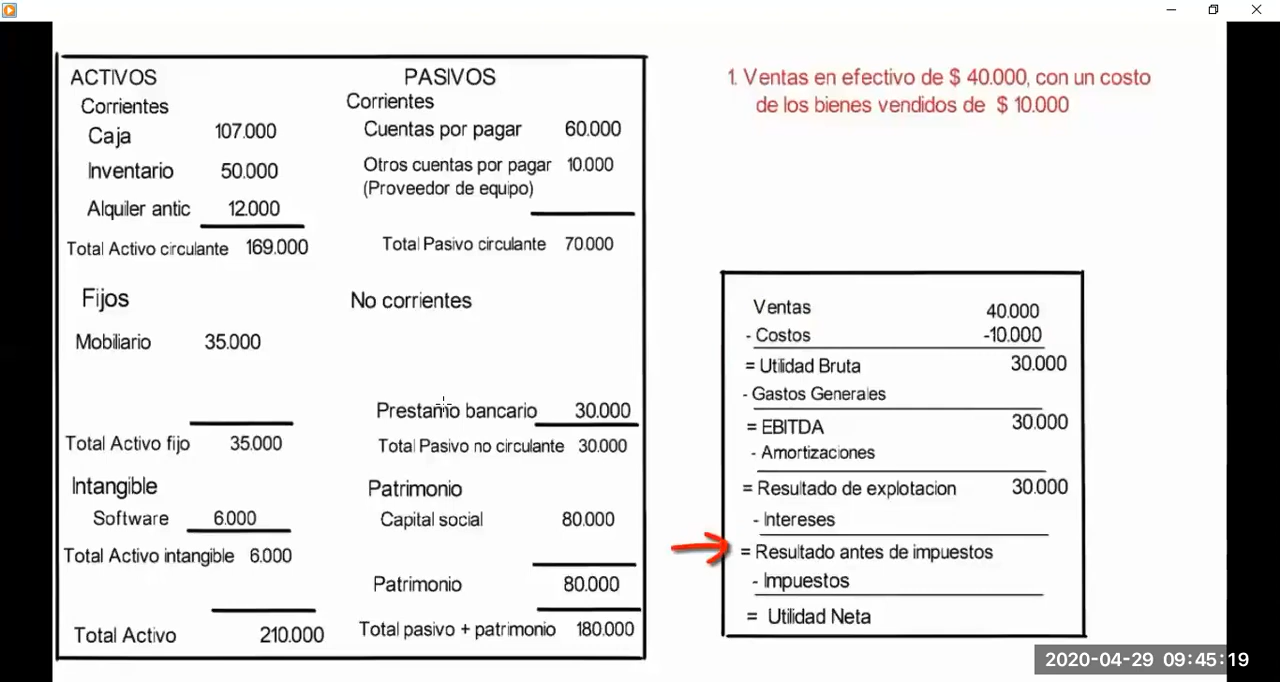 ACTIVOS
Corrientes
Caja 107.000
Inventario 50.000
Alquiler antic 12.000
Total Activo circulante 169.000
Fijos
Mobiliario 35.000
Total Activo fijo 35.000
Intangible
Software 6.000
Total Activo intangible 6.000
Total Activo 210.000
PASIVOS
Corrientes
Cuentas por pagar 60.000
Otros cuentas por pagar 10.000
(Proveedor de equipo)
Total Pasivo circulante 70.000
No corrientes
Prestamo bancario 30.000
Total Pasivo no circulante 30.000
Patrimonio
Capital social 80.000
Patrimonio 80.000
Total pasivo + patrimonio 180.000
1. Ventas en efectivo de $ 40.000, con un costo
de los bienes vendidos de $ 10.000
Ventas 40.000
- Costos -10.000
= Utilidad Bruta 30.000
- Gastos Generales
= EBITDA 30.000
- Amortizaciones
= Resultado de explotacion 30.000
- Intereses
= Resultado antes de impuestos
- Impuestos
= Utilidad Neta
2020-04-29 09:45:19